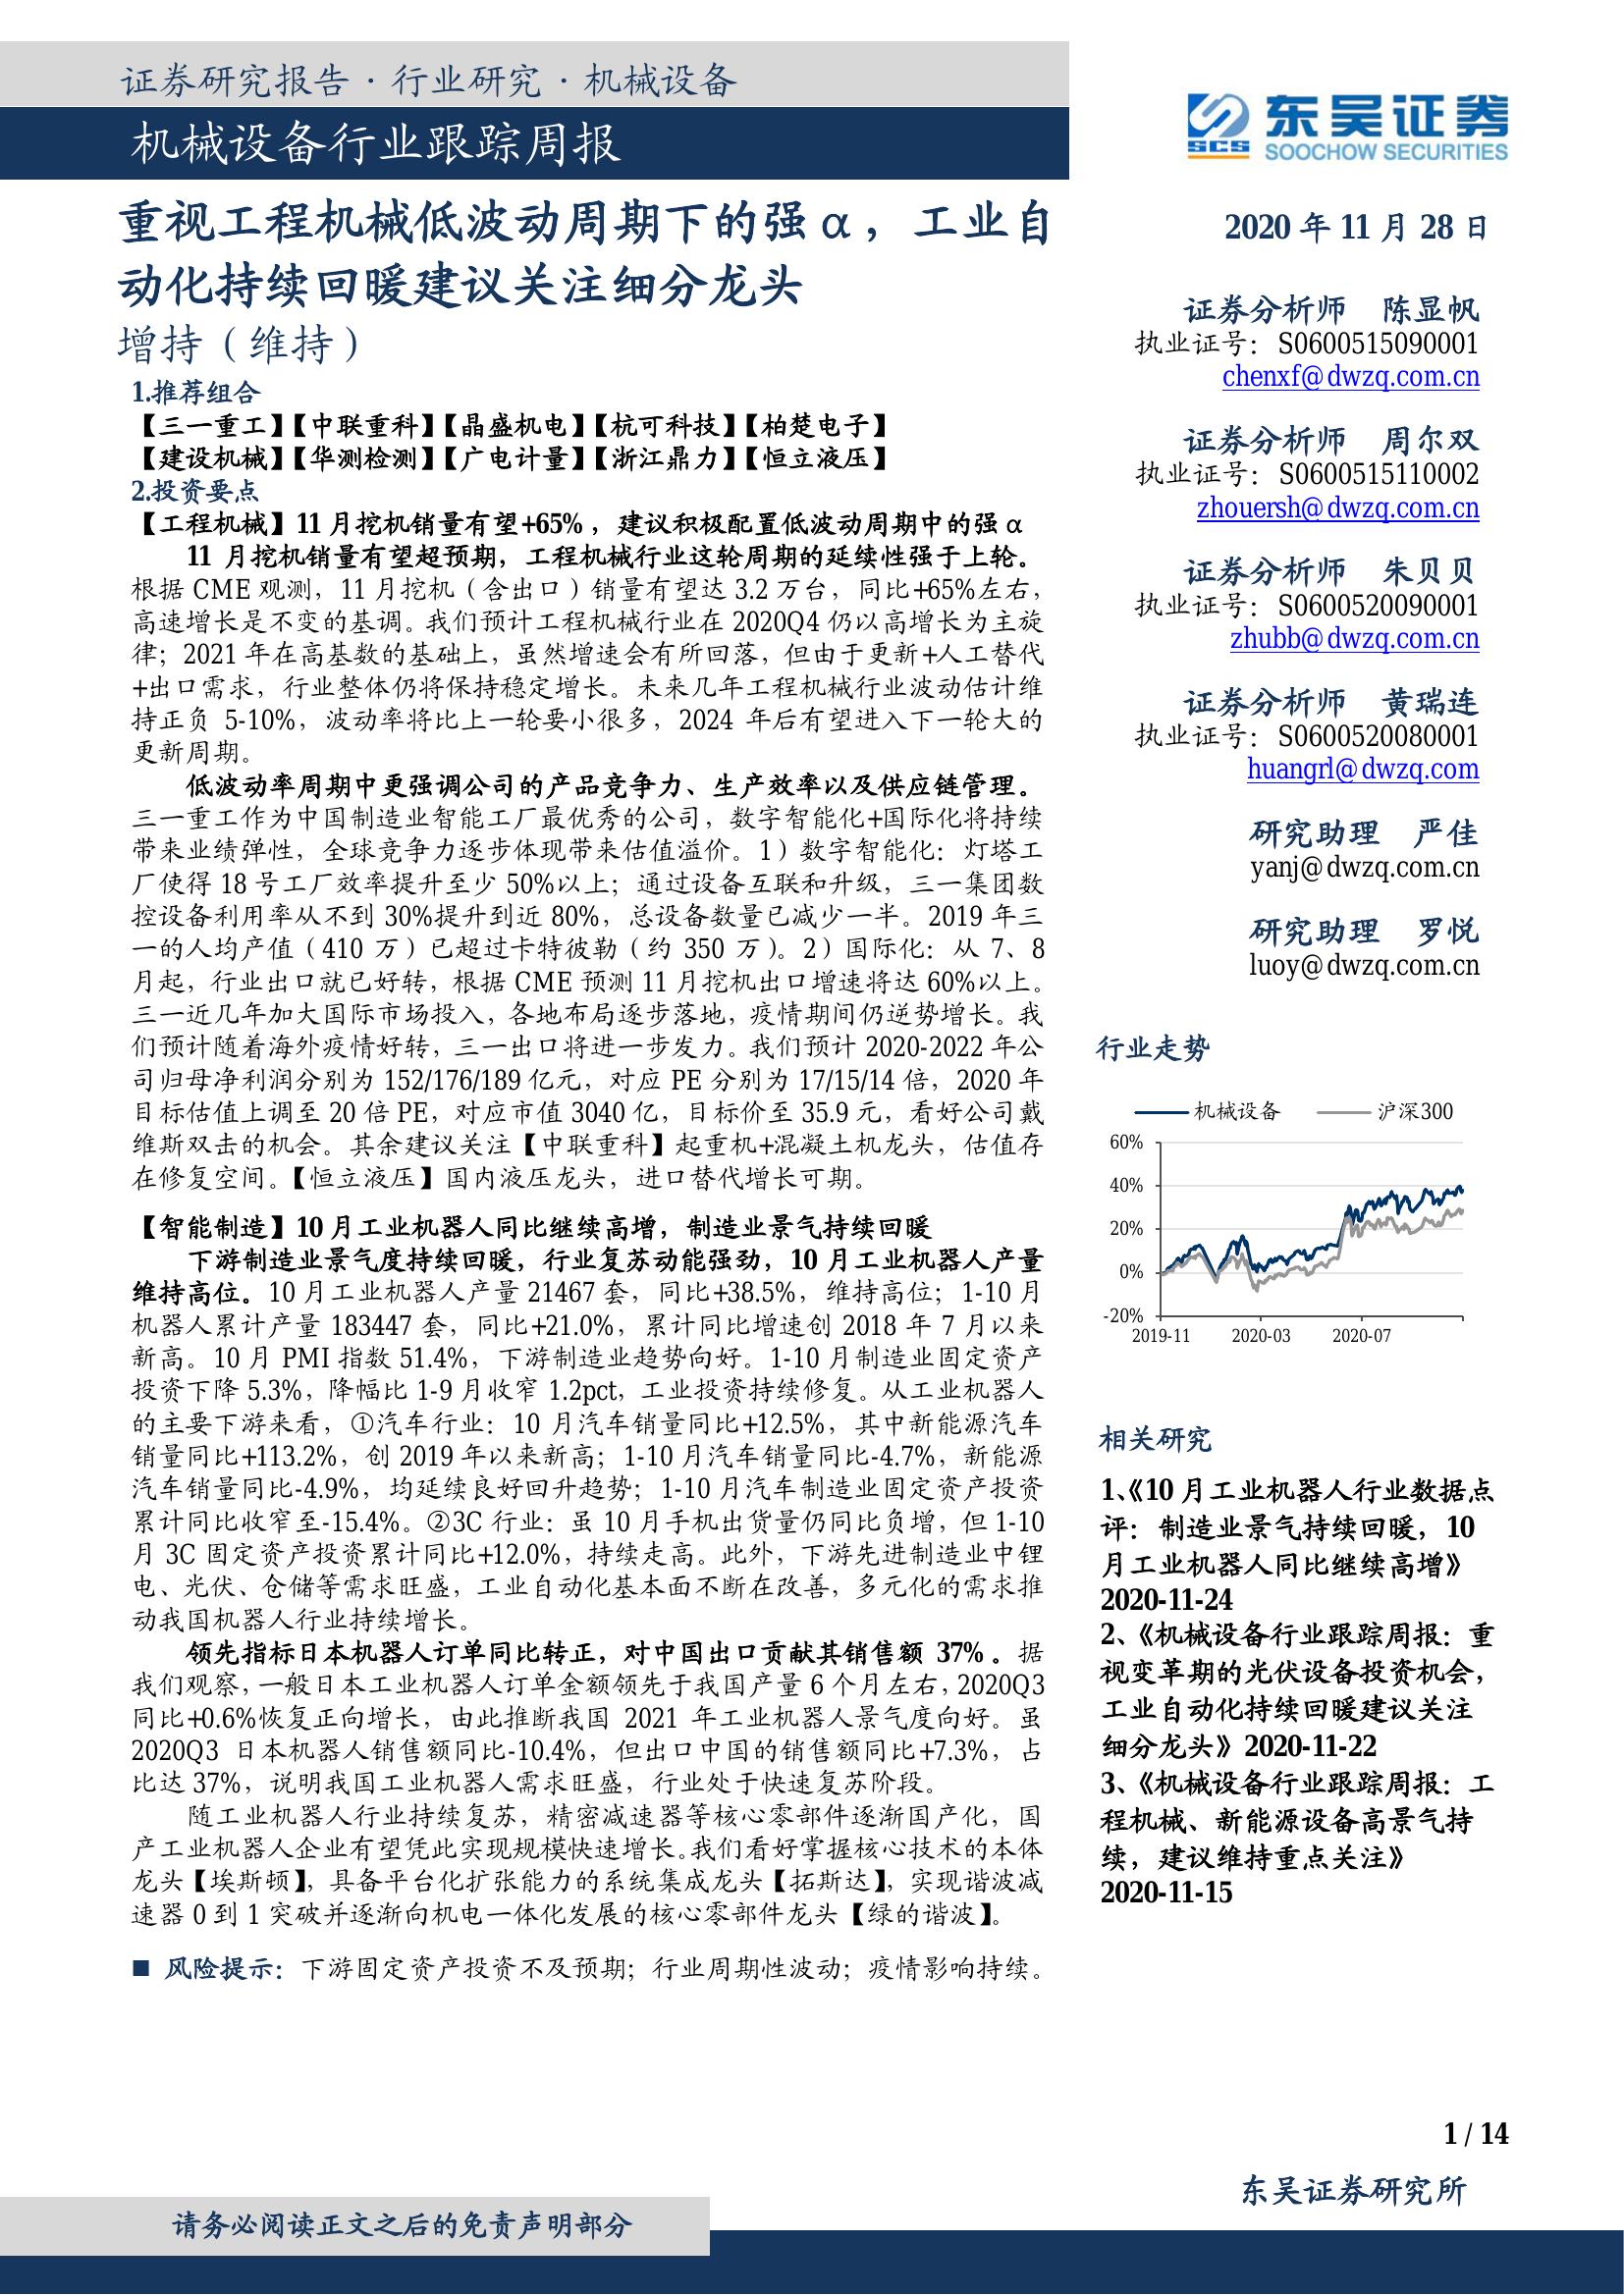 证券研究报告 · 行业研究 · 机械设备
机械设备行业跟踪周报
东吴证券
SCS
SOOCHOW SECURITIES
重视工程机械低波动周期下的强 α，工业自
动化持续回暖建议关注细分龙头
增持（维持）
1.推荐组合
【三一重工】【中联重科】【晶盛机电】【杭可科技】【柏楚电子】
【建设机械】【华测检测】【广电计量】【浙江鼎力】【恒立液压】
2.投资要点
【工程机械】11 月挖机销量有望+65%，建议积极配置低波动周期中的强 α
11 月挖机销量有望超预期，工程机械行业这轮周期的延续性强于上轮。
根据 CME 观测，11 月挖机（含出口）销量有望达 3.2 万台，同比+65%左右，
高速增长是不变的基调。我们预计工程机械行业在 2020Q4 仍以高增长为主旋
律；2021 年在高基数的基础上，虽然增速会有所回落，但由于更新+人工替代
+出口需求，行业整体仍将保持稳定增长。未来几年工程机械行业波动估计维
持正负 5-10%，波动率将比上一轮要小很多，2024 年后有望进入下一轮大的
更新周期。
低波动率周期中更强调公司的产品竞争力、生产效率以及供应链管理。
三一重工作为中国制造业智能工厂最优秀的公司，数字智能化+国际化将持续
带来业绩弹性，全球竞争力逐步体现带来估值溢价。1）数字智能化：灯塔工
厂使得 18 号工厂效率提升至少 50%以上；通过设备互联和升级，三一集团数
控设备利用率从不到 30%提升到近 80%，总设备数量已减少一半。2019 年三
一的人均产值（410 万）已超过卡特彼勒（约 350 万）。2）国际化：从 7、8
月起，行业出口就已好转，根据 CME 预测 11 月挖机出口增速将达 60%以上。
三一近几年加大国际市场投入，各地布局逐步落地，疫情期间仍逆势增长。我
们预计随着海外疫情好转，三一出口将进一步发力。我们预计 2020-2022 年公
司归母净利润分别为 152/176/189 亿元，对应 PE 分别为 17/15/14 倍，2020 年
目标估值上调至 20 倍 PE，对应市值 3040 亿，目标价至 35.9 元，看好公司戴
维斯双击的机会。其余建议关注【中联重科】起重机+混凝土机龙头，估值存
在修复空间。【恒立液压】国内液压龙头，进口替代增长可期。
【智能制造】10 月工业机器人同比继续高增，制造业景气持续回暖
下游制造业景气度持续回暖，行业复苏动能强劲，10 月工业机器人产量
维持高位。10 月工业机器人产量 21467 套，同比+38.5%，维持高位；1-10 月
机器人累计产量 183447 套，同比+21.0%，累计同比增速创 2018 年 7 月以来
新高。10 月 PMI 指数 51.4%，下游制造业趋势向好。1-10 月制造业固定资产
投资下降 5.3%，降幅比 1-9 月收窄 1.2pct，工业投资持续修复。从工业机器人
的主要下游来看，①汽车行业：10 月汽车销量同比+12.5%，其中新能源汽车
销量同比+113.2%，创 2019 年以来新高；1-10 月汽车销量同比-4.7%，新能源
汽车销量同比-4.9%，均延续良好回升趋势；1-10 月汽车制造业固定资产投资
累计同比收窄至-15.4%。②3C 行业：虽 10 月手机出货量仍同比负增，但 1-10
月 3C 固定资产投资累计同比+12.0%，持续走高。此外，下游先进制造业中锂
电、光伏、仓储等需求旺盛，工业自动化基本面不断在改善，多元化的需求推
动我国机器人行业持续增长。
领先指标日本机器人订单同比转正，对中国出口贡献其销售额 37%。据
我们观察，一般日本工业机器人订单金额领先于我国产量 6 个月左右，2020Q3
同比+0.6%恢复正向增长，由此推断我国 2021 年工业机器人景气度向好。虽
2020Q3 日本机器人销售额同比-10.4%，但出口中国的销售额同比+7.3%，占
比达 37%，说明我国工业机器人需求旺盛，行业处于快速复苏阶段。
随工业机器人行业持续复苏，精密减速器等核心零部件逐渐国产化，国
产工业机器人企业有望凭此实现规模快速增长。我们看好掌握核心技术的本体
龙头【埃斯顿】，具备平台化扩张能力的系统集成龙头【拓斯达】，实现谐波减
速器 0 到 1 突破并逐渐向机电一体化发展的核心零部件龙头【绿的谐波】。
■ 风险提示：下游固定资产投资不及预期；行业周期性波动；疫情影响持续。
2020 年 11 月 28 日
证券分析师 陈显帆
执业证号：S0600515090001
chenxf@dwzq.com.cn
证券分析师 周尔双
执业证号：S0600515110002
zhouersh@dwzq.com.cn
证券分析师 朱贝贝
执业证号：S0600520090001
zhubb@dwzq.com.cn
证券分析师 黄瑞连
执业证号：S0600520080001
huangrl@dwzq.com
研究助理 严佳
yanj@dwzq.com.cn
研究助理 罗悦
luoy@dwzq.com.cn
行业走势
机械设备 沪深300
60%
40%
20%
0%
-20%
2019-11 2020-03 2020-07
相关研究
1、《10 月工业机器人行业数据点
评：制造业景气持续回暖，10
月工业机器人同比继续高增》
2020-11-24
2、《机械设备行业跟踪周报：重
视变革期的光伏设备投资机会，
工业自动化持续回暖建议关注
细分龙头》2020-11-22
3、《机械设备行业跟踪周报：工
程机械、新能源设备高景气持
续，建议维持重点关注》
2020-11-15
1 / 14
东吴证券研究所
请务必阅读正文之后的免责声明部分